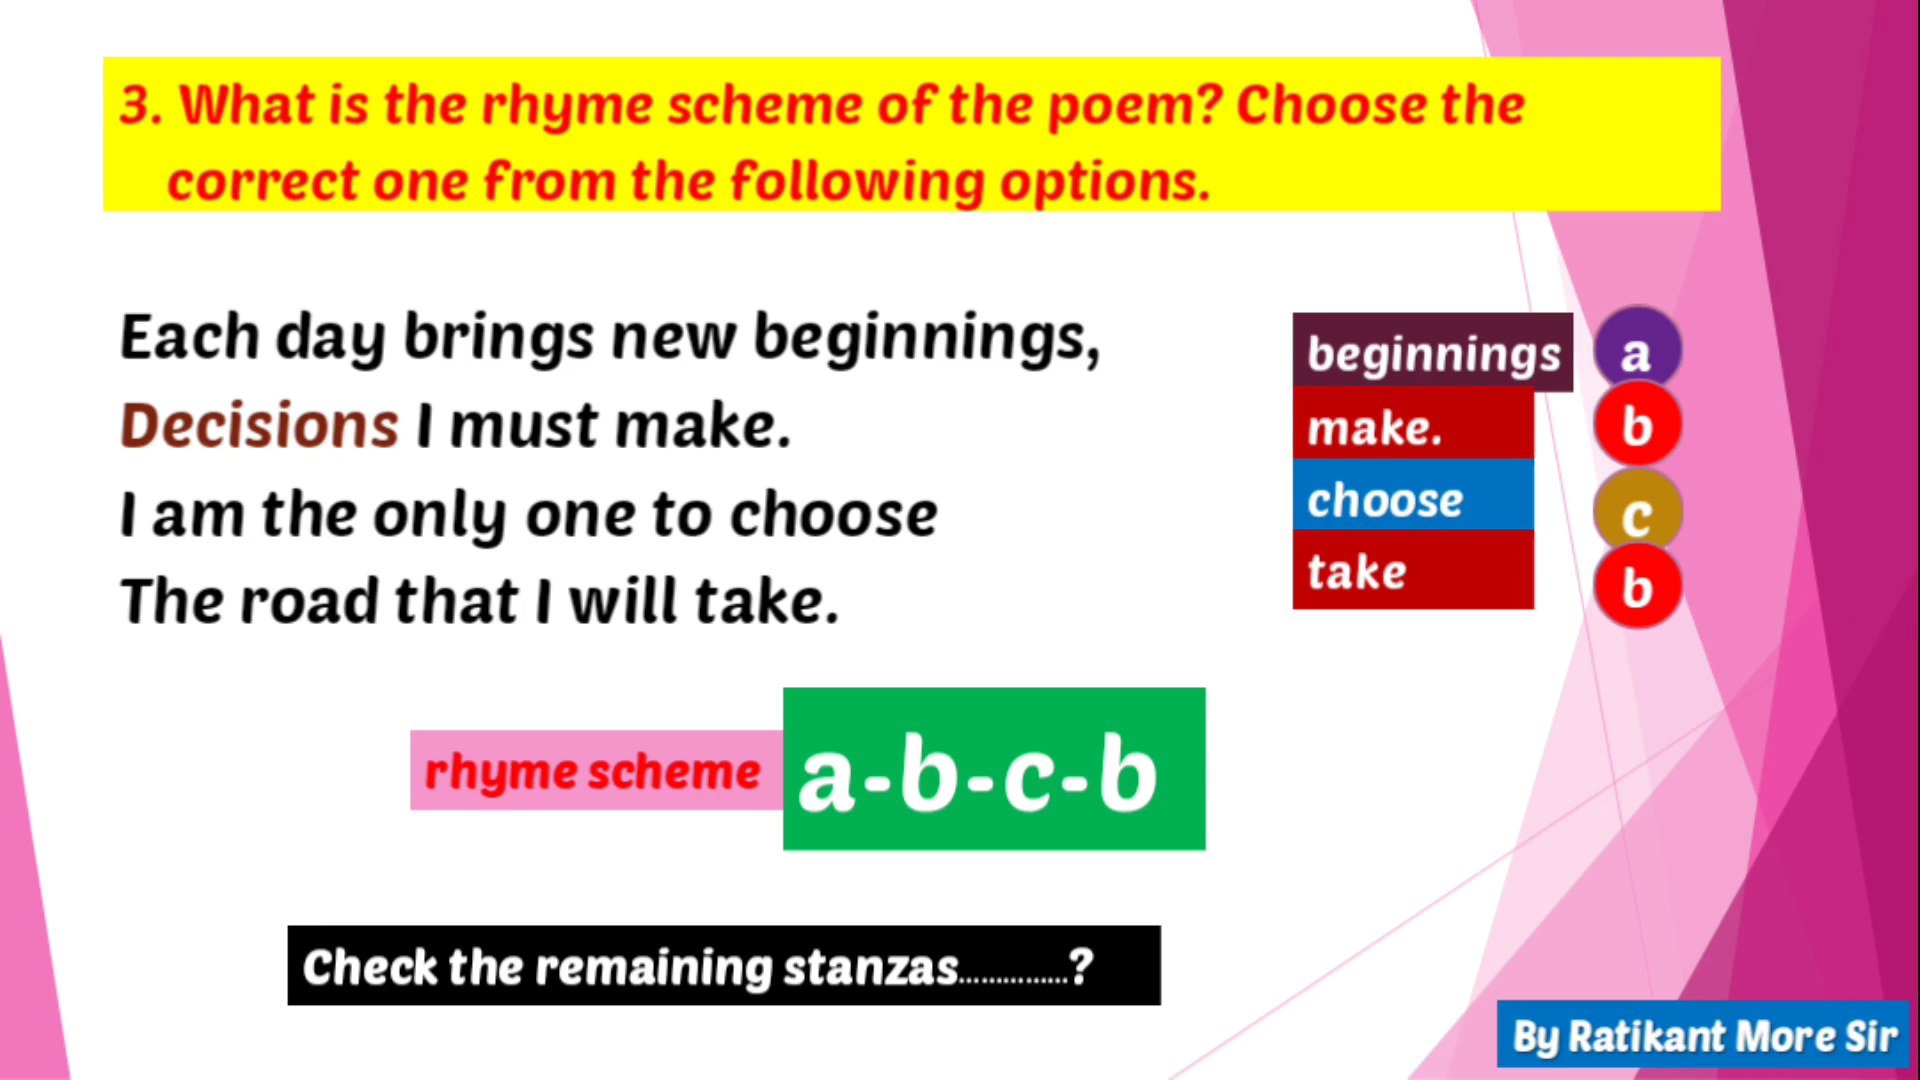 3. What is the rhyme scheme of the poem? Choose the
correct one from the following options.
Each day brings new beginnings,
Decisions I must make.
I am the only one to choose
The road that I will take.
beginnings a
make. b
choose c
take b
rhyme scheme a-b-c-b
Check the remaining stanzas..............?
By Ratikant More Sir